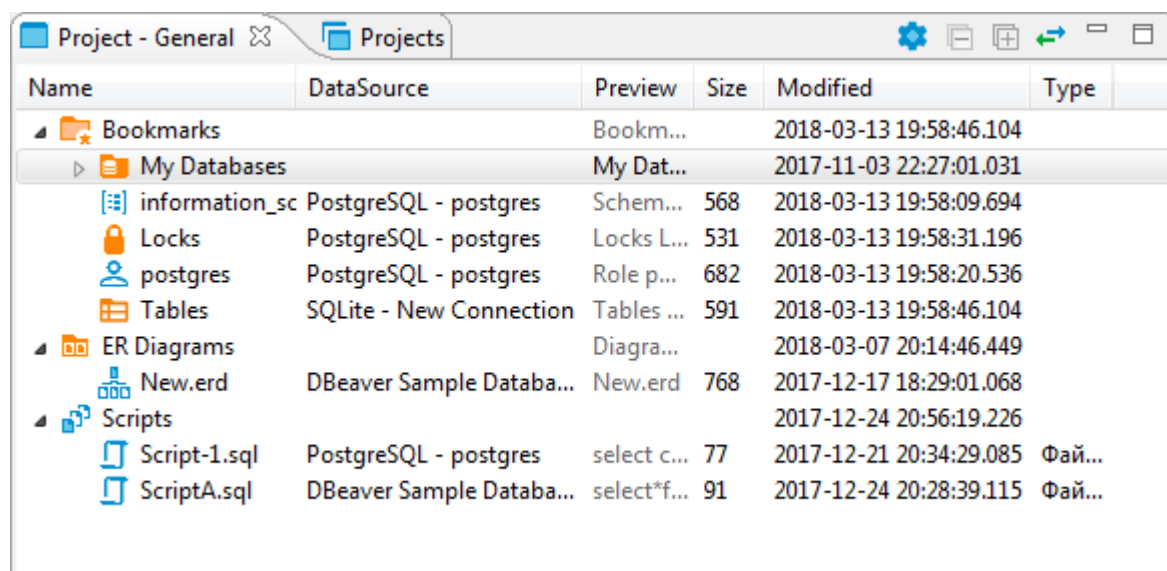 Project - General Projects
Name DataSource Preview Size Modified Type
Bookmarks Bookm... 2018-03-13 19:58:46.104
My Databases My Dat... 2017-11-03 22:27:01.031
information_sc PostgreSQL - postgres Schem... 568 2018-03-13 19:58:09.694
Locks PostgreSQL - postgres Locks L... 531 2018-03-13 19:58:31.196
postgres PostgreSQL - postgres Role p... 682 2018-03-13 19:58:20.536
Tables SQLite - New Connection Tables ... 591 2018-03-13 19:58:46.104
ER Diagrams Diagra... 2018-03-07 20:14:46.449
New.erd DBeaver Sample Databa... New.erd 768 2017-12-17 18:29:01.068
Scripts 2017-12-24 20:56:19.226
Script-1.sql PostgreSQL - postgres select c... 77 2017-12-21 20:34:29.085 Фай...
ScriptA.sql DBeaver Sample Databa... select*f... 91 2017-12-24 20:28:39.115 Фай...